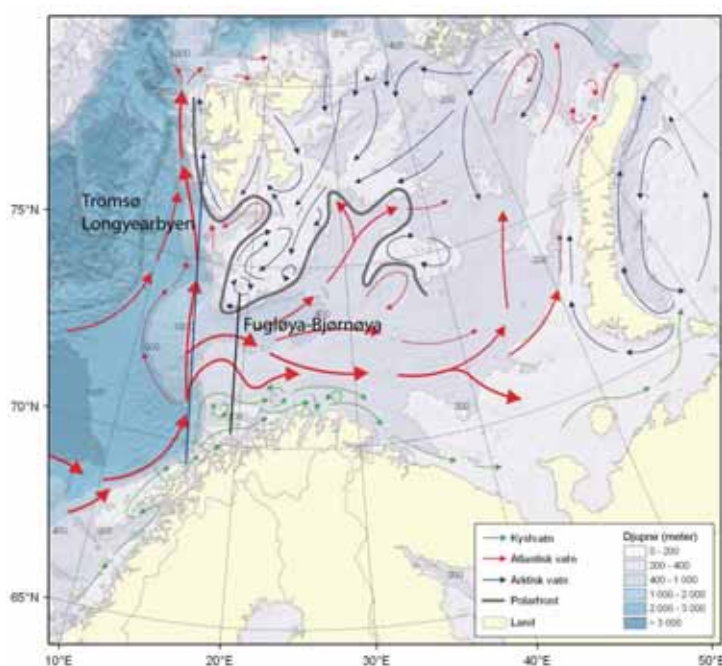 75°N
70°N
65°N
10°E
20°E
30°E
40°E
50°E
Tromsø
Longyearbyen
Fugløya-Bjørnøya
Kystvatn
Atlantisk vatn
Arktisk vatn
Polarfront
Land
Djupne (meter)
0 - 200
200 - 400
400 - 1 000
1 000 - 2 000
2 000 - 3 000
> 3 000